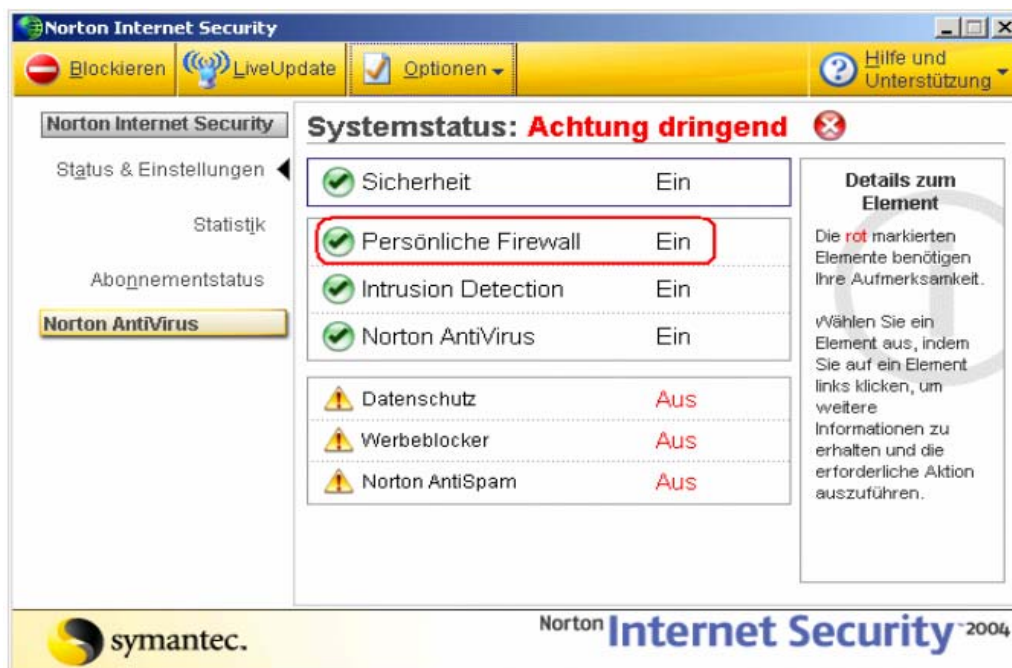 Norton Internet Security
Blockieren
LiveUpdate
Optionen
Hilfe und
Unterstützung
Norton Internet Security
Status & Einstellungen
Statistik
Abonnementstatus
Norton AntiVirus
Systemstatus: Achtung dringend
Sicherheit Ein
Persönliche Firewall Ein
Intrusion Detection Ein
Norton AntiVirus Ein
Datenschutz Aus
Werbeblocker Aus
Norton AntiSpam Aus
Details zum
Element
Die rot markierten
Elemente benötigen
Ihre Aufmerksamkeit.
Wählen Sie ein
Element aus, indem
Sie auf ein Element
links klicken, um
weitere
Informationen zu
erhalten und die
erforderliche Aktion
auszuführen.
symantec.
Norton Internet Security 2004